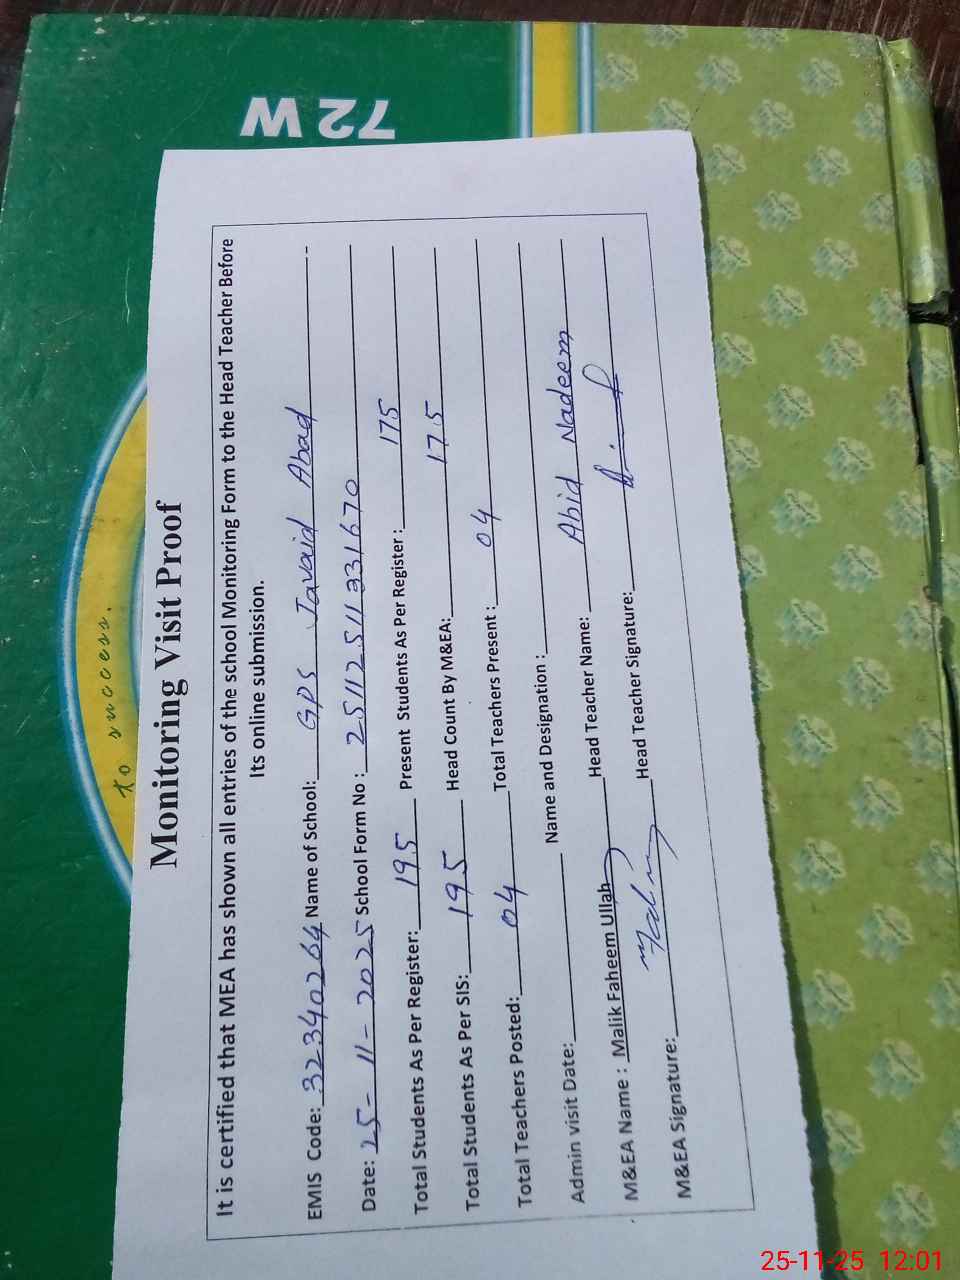 72 W
to success.
Monitoring Visit Proof
It is certified that MEA has shown all entries of the school Monitoring Form to the Head Teacher Before
Its online submission.
EMIS Code: 32340264 Name of School: GPS Javaid Abad
Date: 25-11-2025 School Form No : 25112511331670
Total Students As Per Register: 195 Present Students As Per Register : 175
Total Students As Per SIS: 195 Head Count By M&EA: 175
Total Teachers Posted: 04 Total Teachers Present : 04
Admin visit Date: Name and Designation :
M&EA Name : Malik Faheem Ullah Head Teacher Name: Abid Nadeem
M&EA Signature: Head Teacher Signature:
25-11-25 12:01